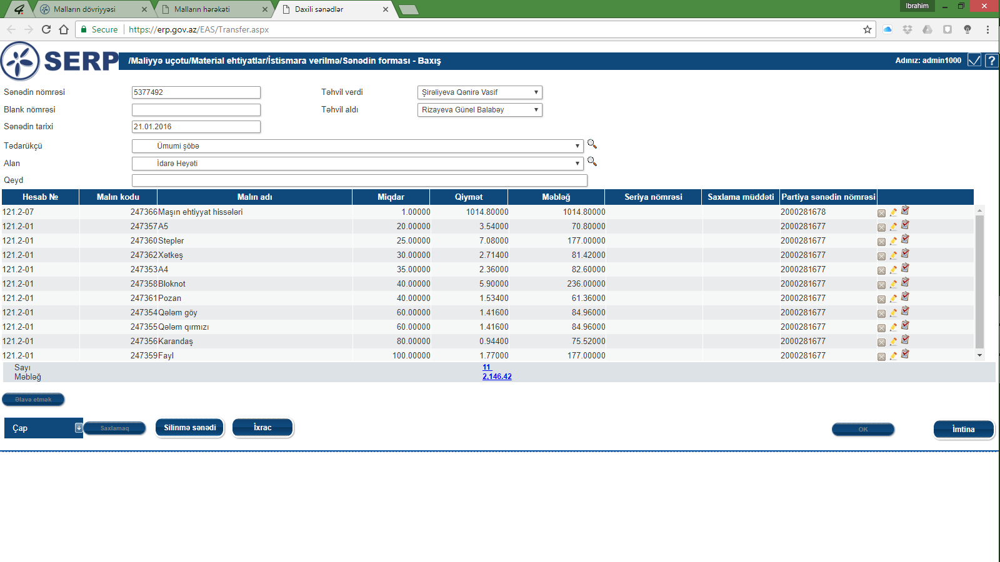 Malların dövriyyəsi
Malların hərəkəti
Daxili sənədlər
Ibrahim
Secure https://erp.gov.az/EAS/Transfer.aspx
SERP
/Maliyyə uçotu/Material ehtiyatlar/İstismara verilmə/Sənədin forması - Baxış
Adınız: admin1000
Sənədin nömrəsi 5377492 Təhvil verdi Şirəliyeva Qənirə Vasif
Blank nömrəsi Təhvil aldı Rizayeva Günel Balabəy
Sənədin tarixi 21.01.2016
Tədarükçü Ümumi şöbə
Alan İdarə Heyəti
Qeyd
Hesab № Malın kodu Malın adı Miqdar Qiymət Məbləğ Seriya nömrəsi Saxlama müddəti Partiya sənədin nömrəsi
121.2-07 247366 Maşın ehtiyyat hissələri 1.00000 1014.80000 1014.80000 2000281678
121.2-01 247357 A5 20.00000 3.54000 70.80000 2000281677
121.2-01 247360 Stepler 25.00000 7.08000 177.00000 2000281677
121.2-01 247362 Xətkeş 30.00000 2.71400 81.42000 2000281677
121.2-01 247353 A4 35.00000 2.36000 82.60000 2000281677
121.2-01 247358 Bloknot 40.00000 5.90000 236.00000 2000281677
121.2-01 247361 Pozan 40.00000 1.53400 61.36000 2000281677
121.2-01 247354 Qələm göy 60.00000 1.41600 84.96000 2000281677
121.2-01 247355 Qələm qırmızı 60.00000 1.41600 84.96000 2000281677
121.2-01 247356 Karandaş 80.00000 0.94400 75.52000 2000281677
121.2-01 247359 Fayl 100.00000 1.77000 177.00000 2000281677
Sayı 11
Məbləğ 2,146.42
Əlavə etmək
Çap Saxlamaq Silinmə sənədi İxrac OK İmtina